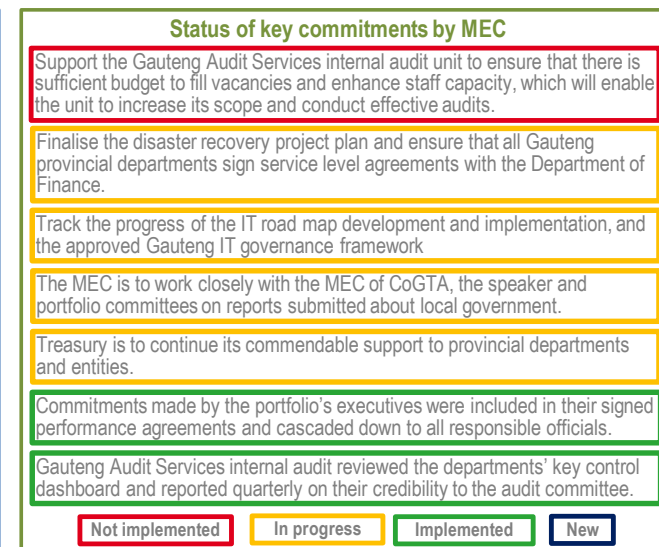 Status of key commitments by MEC
Support the Gauteng Audit Services internal audit unit to ensure that there is
sufficient budget to fill vacancies and enhance staff capacity, which will enable
the unit to increase its scope and conduct effective audits.
Finalise the disaster recovery project plan and ensure that all Gauteng
provincial departments sign service level agreements with the Department of
Finance.
Track the progress of the IT road map development and implementation, and
the approved Gauteng IT governance framework
The MEC is to work closely with the MEC of CoGTA, the speaker and
portfolio committees on reports submitted about local government.
Treasury is to continue its commendable support to provincial departments
and entities.
Commitments made by the portfolio's executives were included in their signed
performance agreements and cascaded down to all responsible officials.
Gauteng Audit Services internal audit reviewed the departments' key control
dashboard and reported quarterly on their credibility to the audit committee.
Not implemented In progress Implemented New